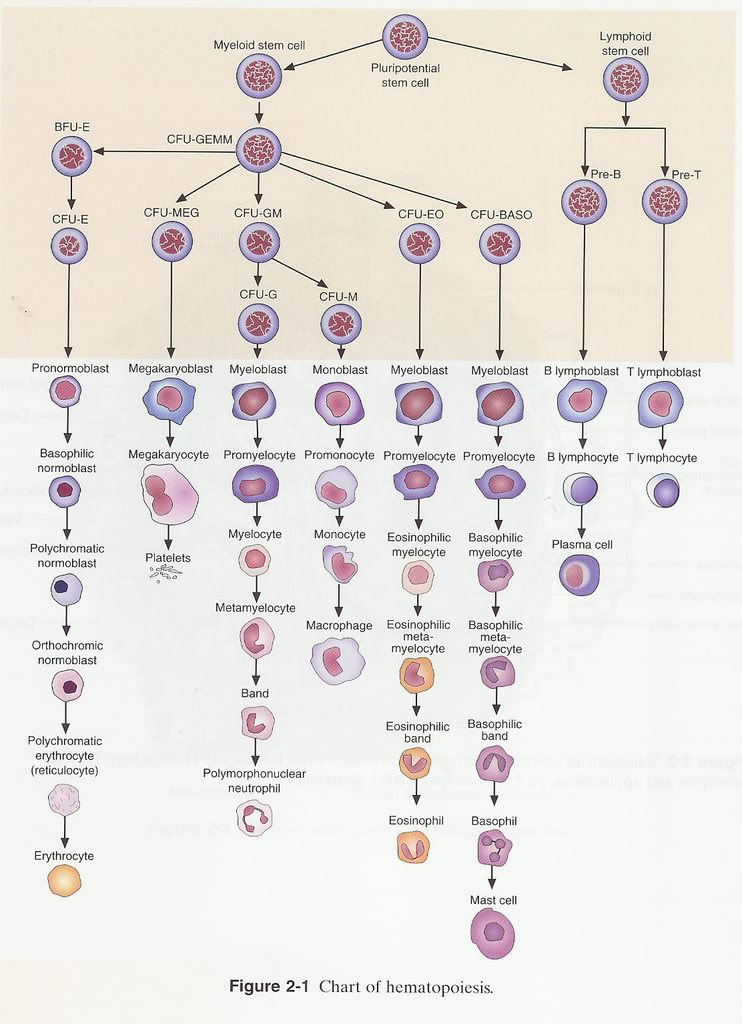 Pluripotential
stem cell
Myeloid stem cell
Lymphoid
stem cell
BFU-E
CFU-GEMM
Pre-B
Pre-T
CFU-E
CFU-MEG
CFU-GM
CFU-EO
CFU-BASO
CFU-G
CFU-M
Pronormoblast
Megakaryoblast
Myeloblast
Monoblast
Myeloblast
Myeloblast
B lymphoblast
T lymphoblast
Basophilic
normoblast
Megakaryocyte
Promyelocyte
Promonocyte
Promyelocyte
Promyelocyte
B lymphocyte
T lymphocyte
Polychromatic
normoblast
Platelets
Myelocyte
Monocyte
Eosinophilic
myelocyte
Basophilic
myelocyte
Plasma cell
Orthochromic
normoblast
Metamyelocyte
Macrophage
Eosinophilic
meta-
myelocyte
Basophilic
meta-
myelocyte
Polychromatic
erythrocyte
(reticulocyte)
Band
Eosinophilic
band
Basophilic
band
Polymorphonuclear
neutrophil
Erythrocyte
Eosinophil
Basophil
Mast cell
Figure 2-1 Chart of hematopoiesis.